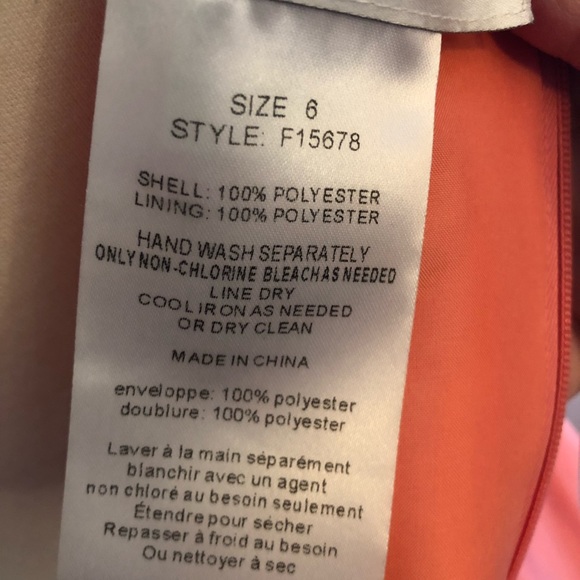 SIZE 6
STYLE: F15678
SHELL: 100% POLYESTER
LINING: 100% POLYESTER
HAND WASH SEPARATELY
ONLY NON-CHLORINE BLEACH AS NEEDED
LINE DRY
COOL IRON AS NEEDED
OR DRY CLEAN
MADE IN CHINA
enveloppe: 100% polyester
doublure: 100% polyester
Laver à la main séparément
blanchir avec un agent
non chloré au besoin seulement
Étendre pour sécher
Repasser à froid au besoin
Ou nettoyer à sec